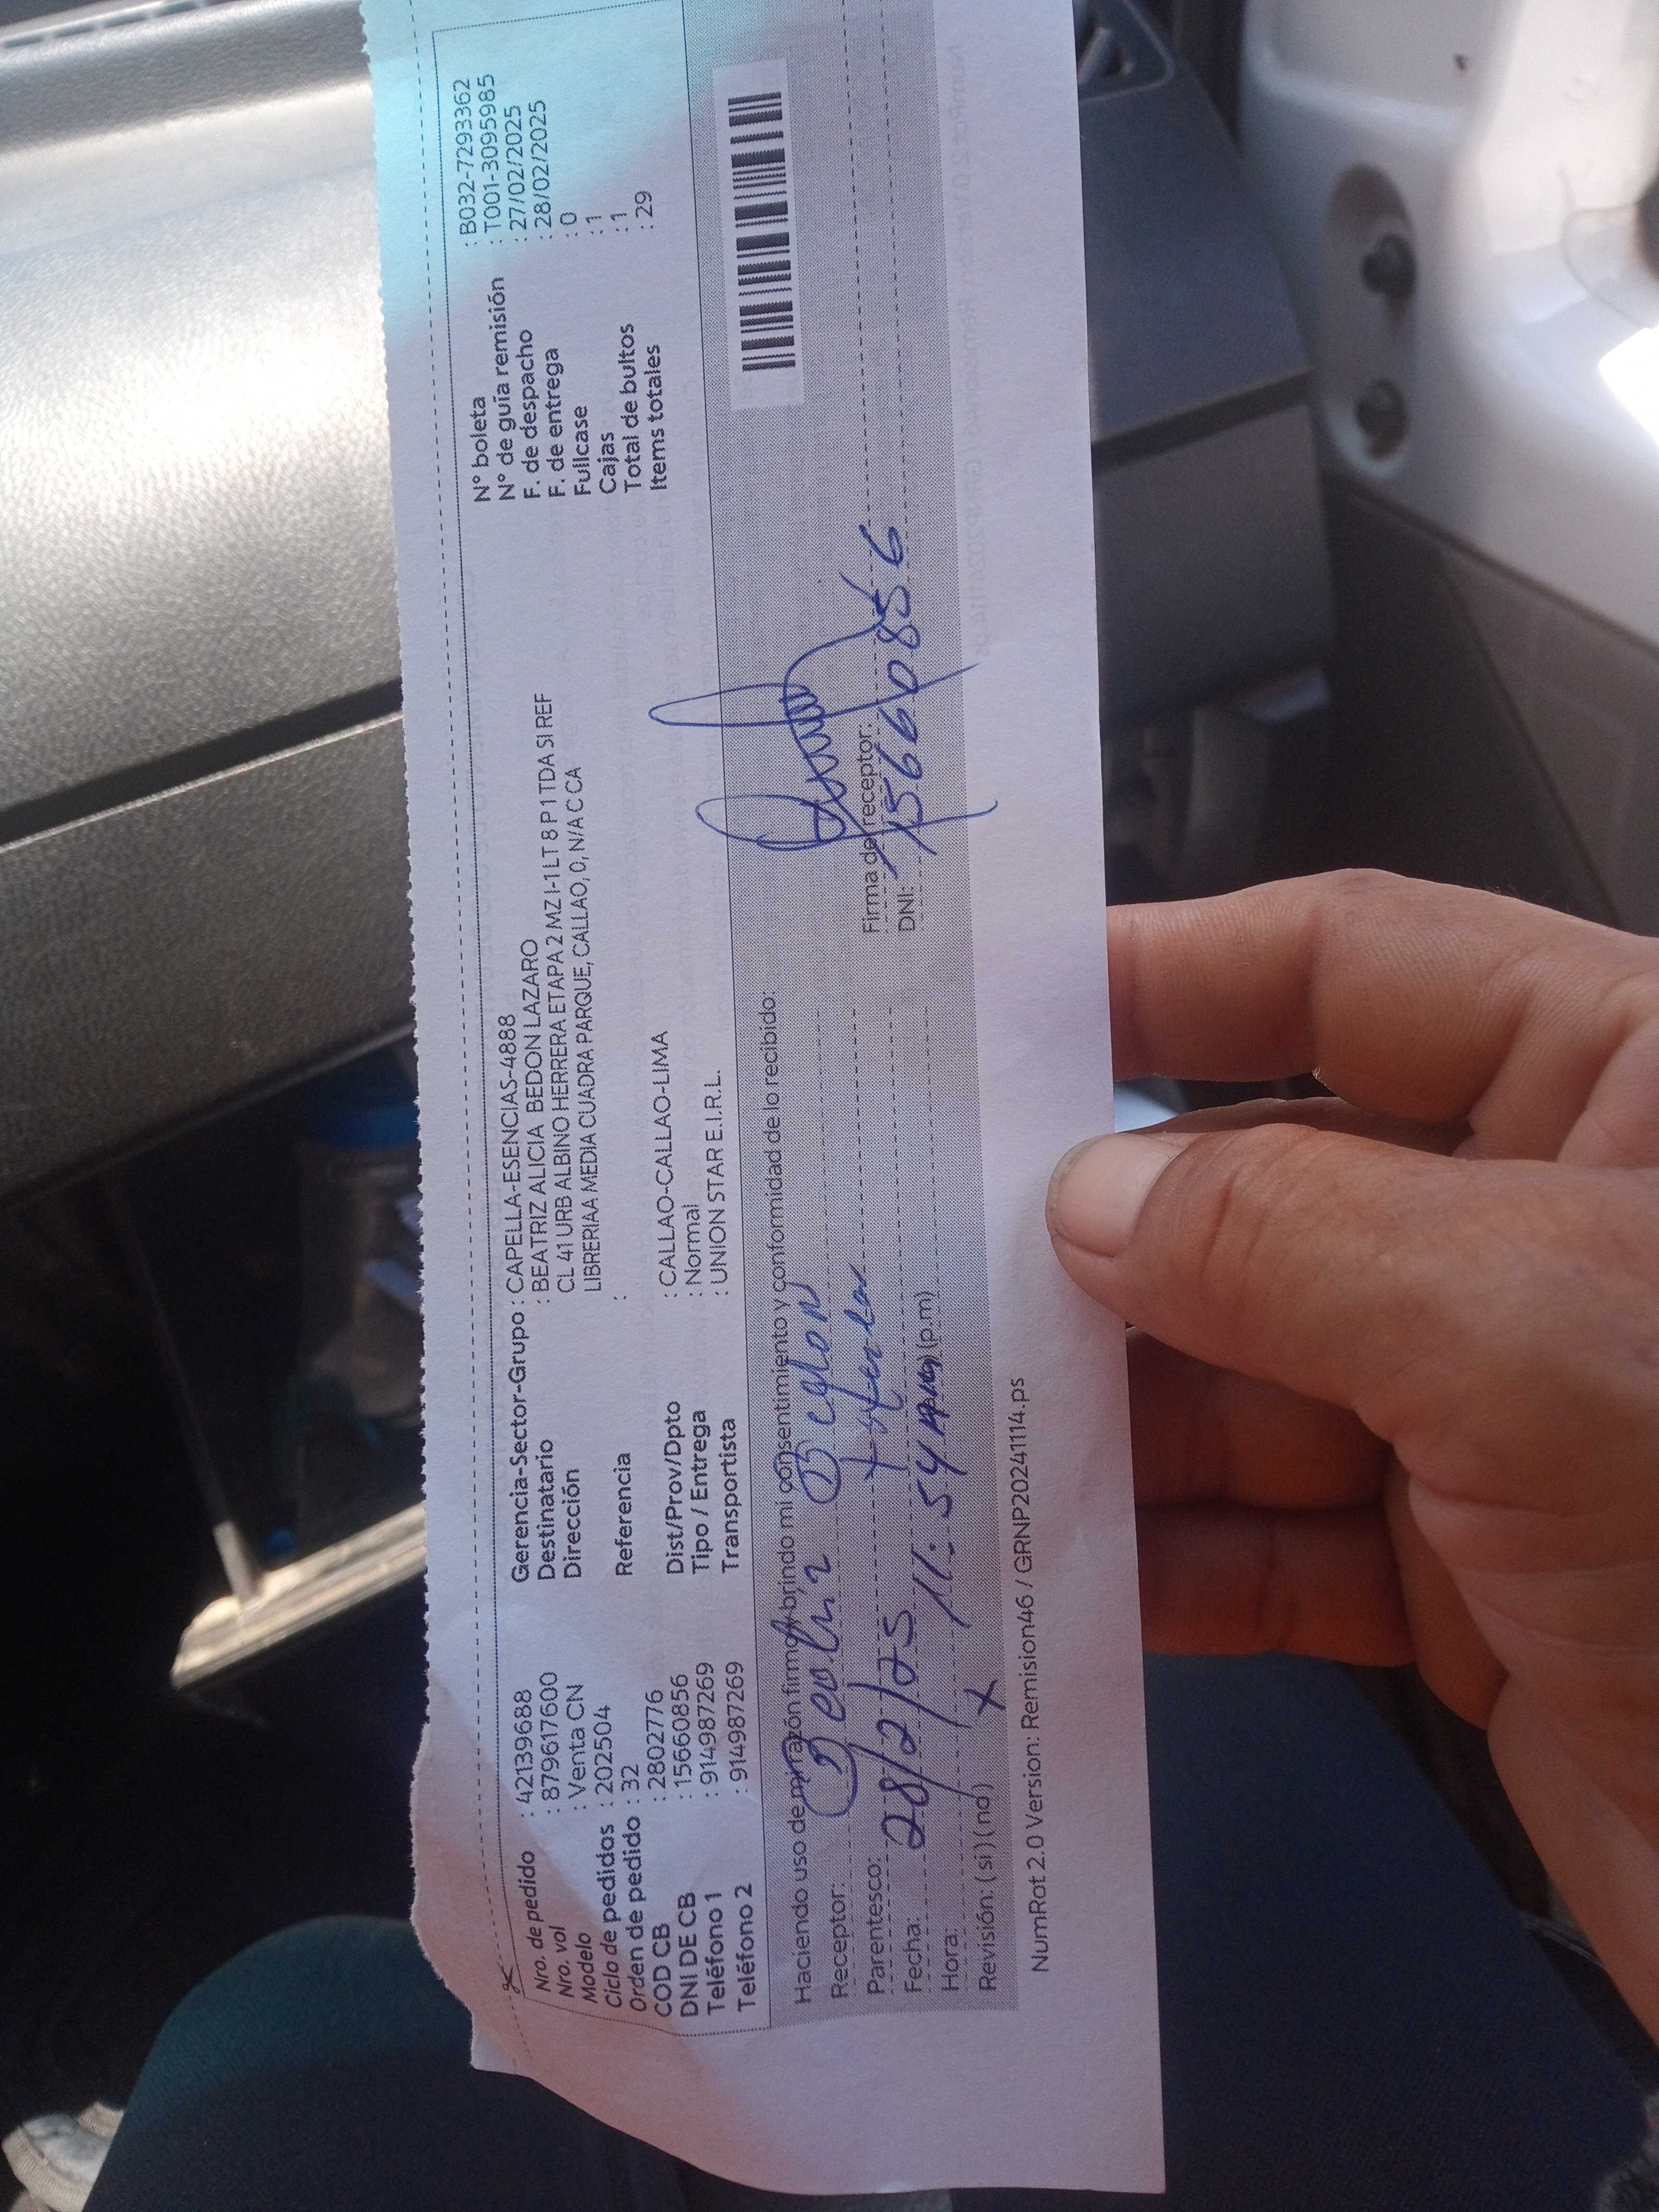 Nro. de pedido : 42139688
Nro. vol : 879617600
Modelo : Venta CN
Ciclo de pedidos : 202504
Orden de pedido : 32
COD CB : 2802776
DNI DE CB : 15660856
Teléfono 1 : 914987269
Teléfono 2 : 914987269
Gerencia-Sector-Grupo : CAPELLA-ESENCIAS-4888
Destinatario : BEATRIZ ALICIA BEDON LAZARO
Dirección CL 41 URB ALBINO HERRERA ETAPA 2 MZ I-1 LT 8 P 1 TDA SI REF
LIBRERIAA MEDIA CUADRA PARQUE, CALLAO, 0, N/A C CA
Referencia :
Dist/Prov/Dpto : CALLAO-CALLAO-LIMA
Tipo / Entrega : Normal
Transportista : UNION STAR E.I.R.L.
N° boleta : B032-7293362
N° de guía remisión : T001-3095985
F. de despacho : 27/02/2025
F. de entrega : 28/02/2025
Fullcase : 0
Cajas : 1
Total de bultos : 1
Items totales : 29
Haciendo uso de mi razón firmo y brindo mi consentimiento y conformidad de lo recibido:
Receptor: Bedon
Parentesco:
Fecha: 28/2/25
Hora: 11:54 (p.m)
Revisión: (si) (no) X
Firma del receptor:
DNI: 15660856
NumRot 2.0 Version: Remision46 / GRNP20241114.ps